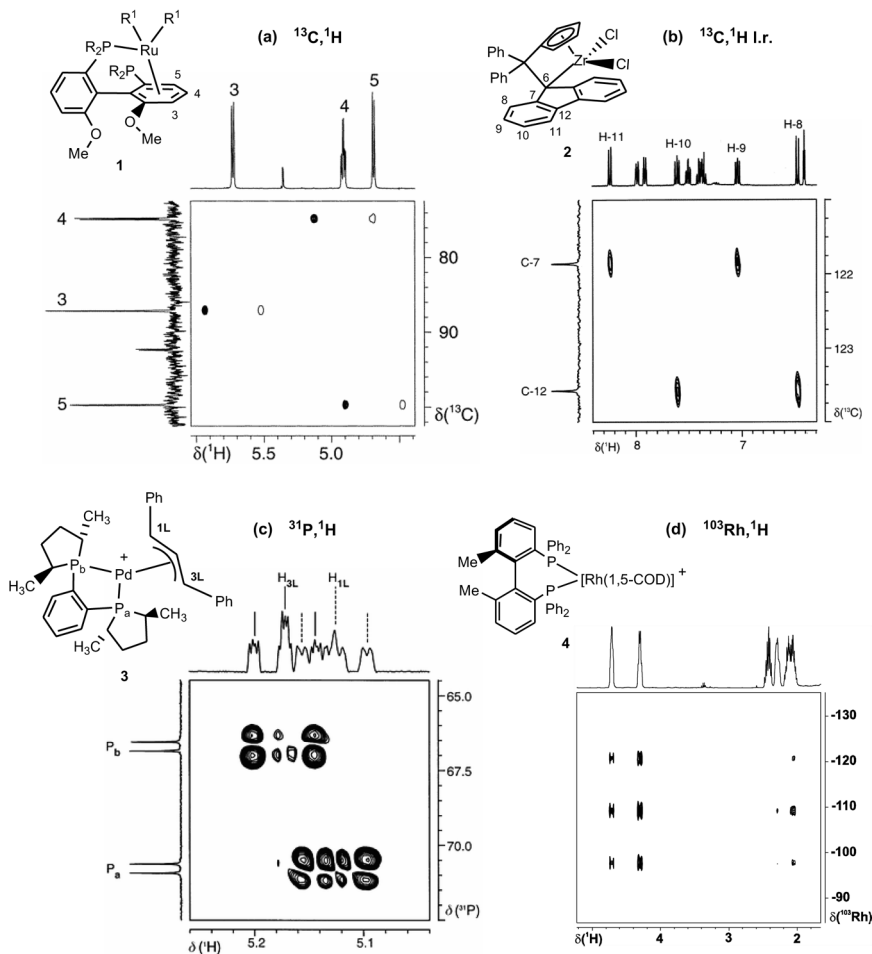 (a) ¹³C,¹H
R¹ R¹
R₂P Ru
R₂P
5
4
3
O O
Me Me
1
3 4 5
4
3
5
80
90
100
δ(¹³C)
δ(¹H) 5.5 5.0
(b) ¹³C,¹H l.r.
Ph
Ph
Cl
Zr
Cl
6
7
8
9
10
11
12
2
H-11 H-10 H-9 H-8
C-7
C-12
122
123
δ(¹³C)
δ(¹H) 8 7
(c) ³¹P,¹H
Ph
CH₃
1L
+
P_b Pd
3L
H₃C
Ph
P_a
CH₃
H₃C
3
H_3L H_1L
P_b
P_a
65.0
67.5
70.0
δ(³¹P)
δ(¹H) 5.2 5.1
(d) ¹⁰³Rh,¹H
Ph₂
Me P
Me [Rh(1,5-COD)] +
P
Ph₂
4
-130
-120
-110
-100
-90
δ(¹⁰³Rh)
δ(¹H) 4 3 2